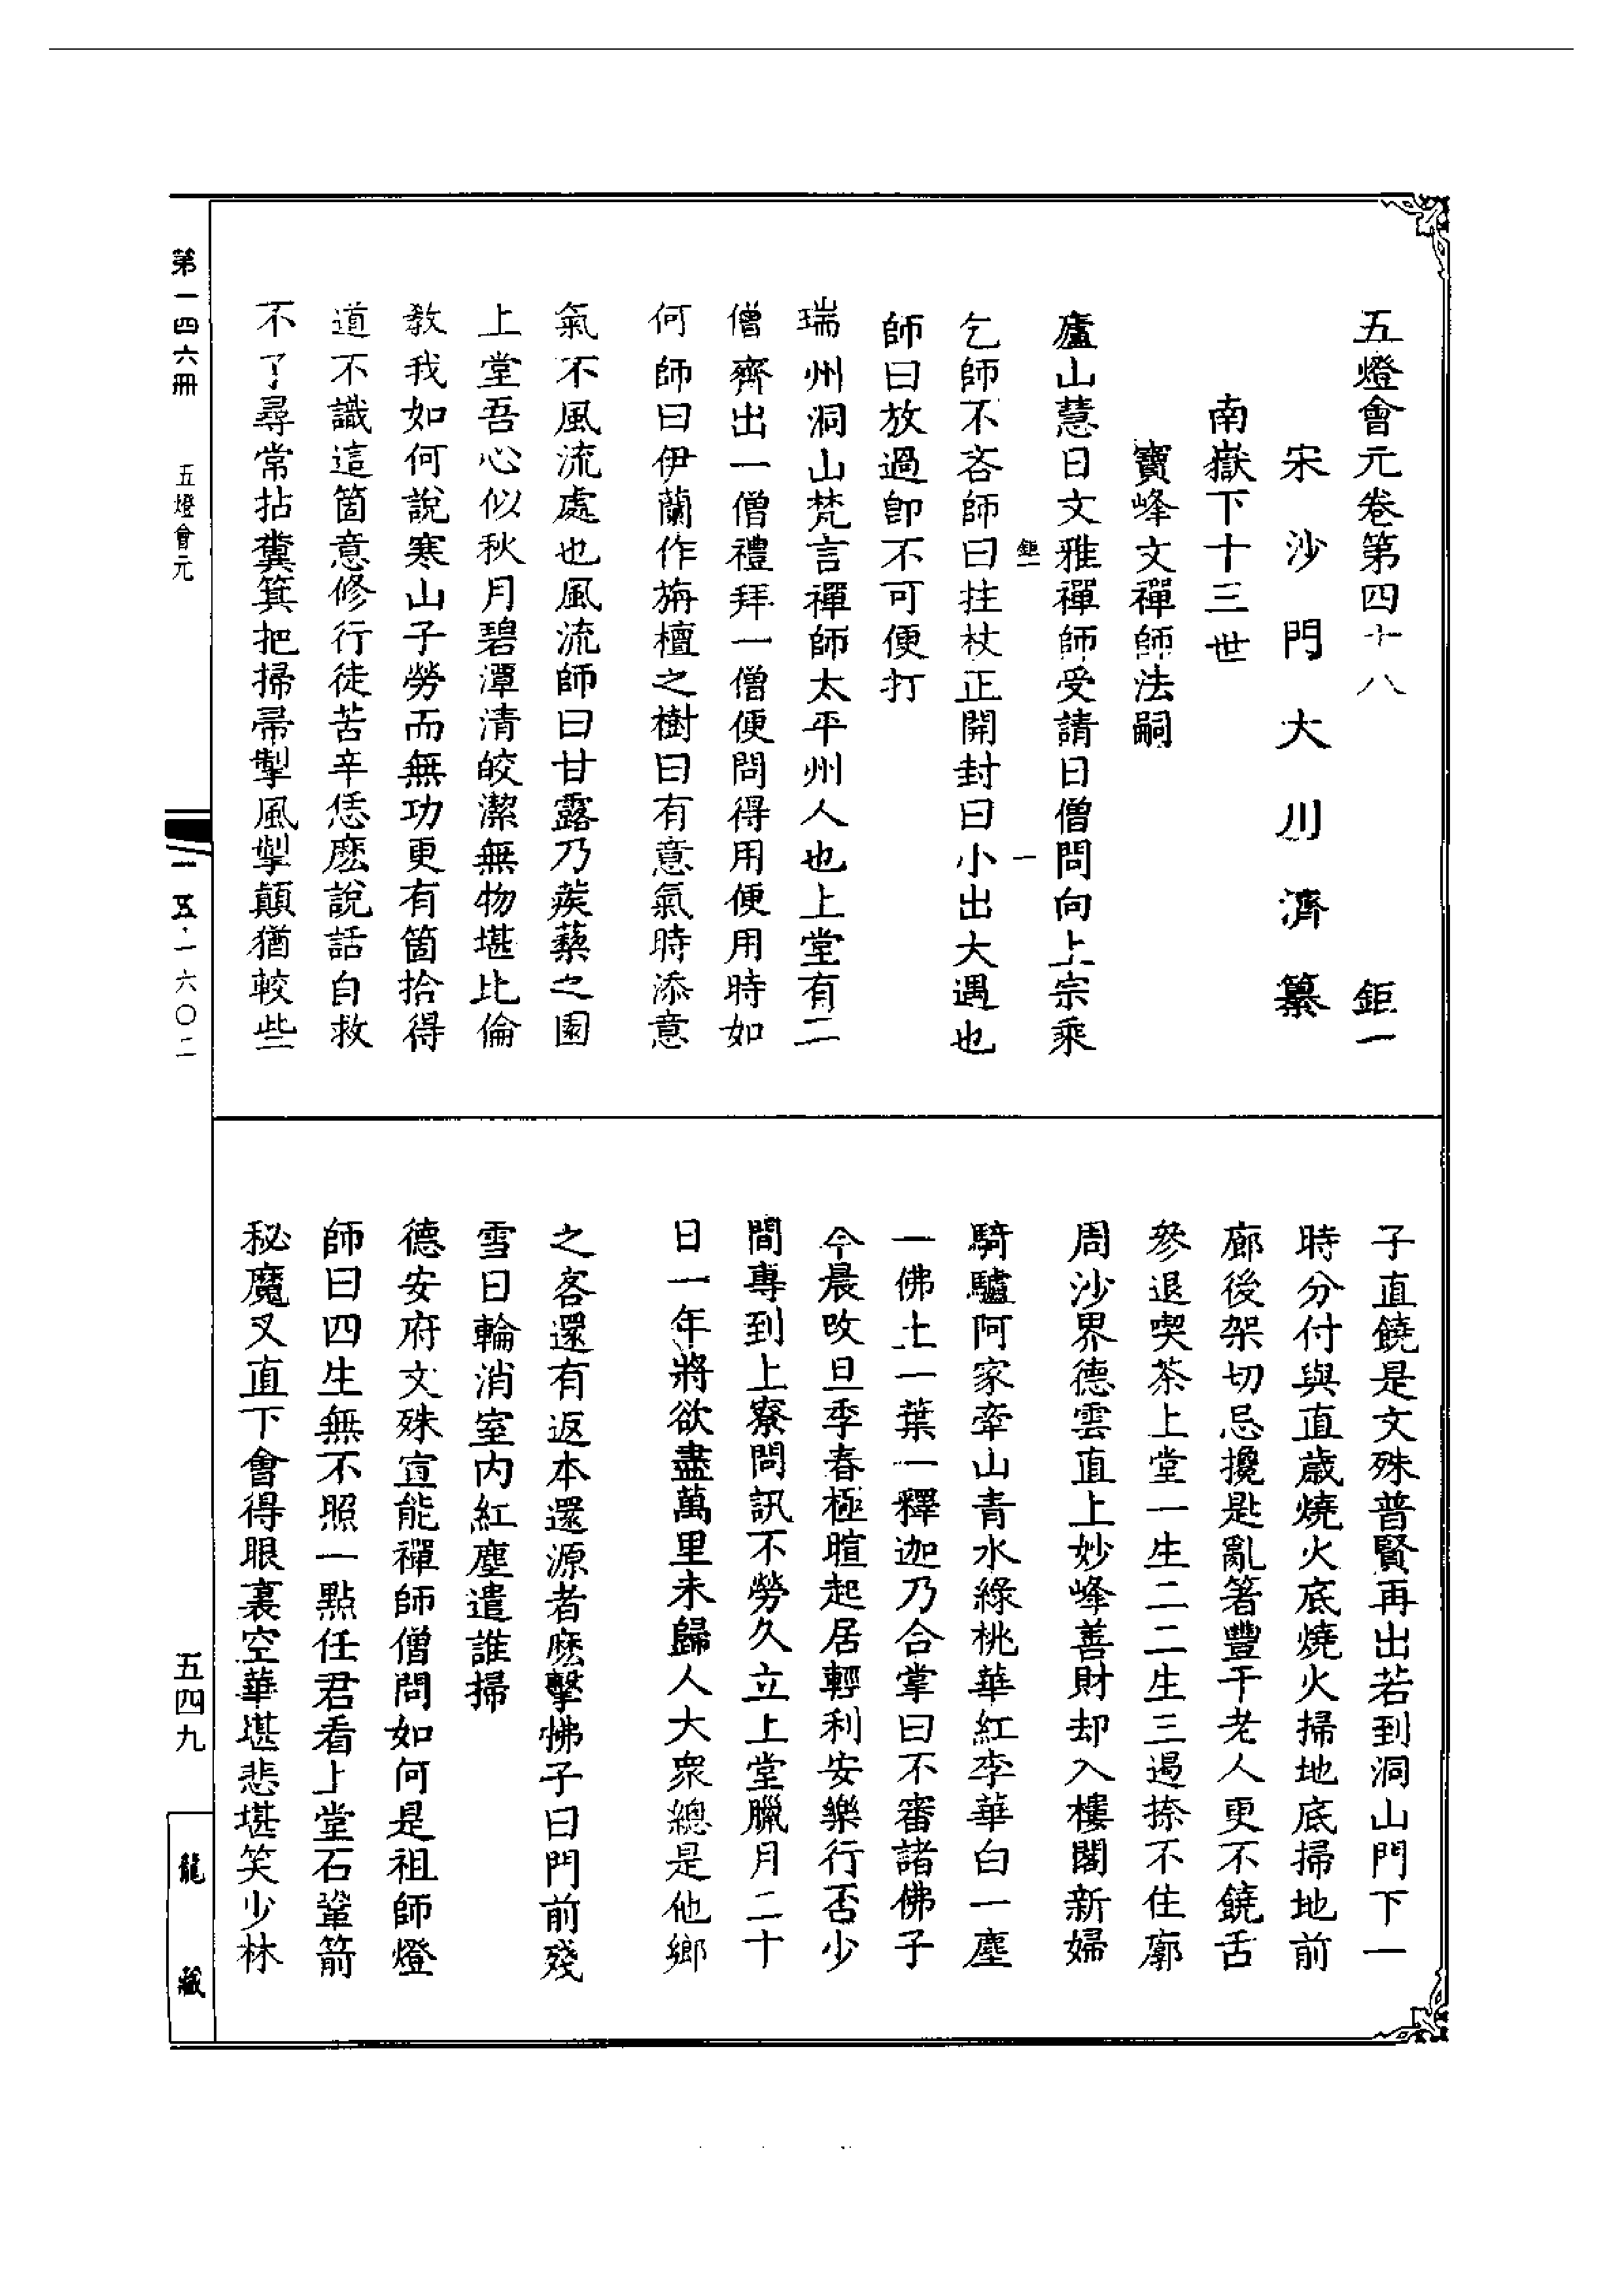 五燈會元卷第四十八　鉅一
宋沙門大川濟纂
南嶽下十三世
寶峰文禪師法嗣
廬山慧日文雅禪師受請日僧問向上宗乘
鉅一　一
乞師不吝師曰拄杖正開封曰小出大遇也
師曰放過卽不可便打
瑞州洞山梵言禪師太平州人也上堂有二
僧齊出一僧禮拜一僧便問得用便用時如
何師曰伊蘭作旃檀之樹曰有意氣時添意
氣不風流處也風流師曰甘露乃蒺藜之園
上堂吾心似秋月碧潭清皎潔無物堪比倫
教我如何說寒山子勞而無功更有箇拾得
道不識這箇意修行徒苦辛恁麽說話自救
不了尋常拈糞箕把掃帚掣風掣顛猶較些
子直饒是文殊普賢再出若到洞山門下一
時分付與直歲燒火底燒火掃地底掃地前
廊後架切忌攙匙亂箸豐干老人更不饒舌
參退喫茶上堂一生二二生三遏捺不住廓
周沙界德雲直上妙峰善財却入樓閣新婦
騎驢阿家牽山青水綠桃華紅李華白一塵
一佛土一葉一釋迦乃合掌曰不審諸佛子
今晨改旦季春極暄起居輕利安樂行否少
間專到上寮問訊不勞久立上堂臘月二十
日一年將欲盡萬里未歸人大衆總是他鄉
之客還有返本還源者麽擊拂子曰門前殘
雪日輪消室內紅塵遣誰掃
德安府文殊宣能禪師僧問如何是祖師燈
師曰四生無不照一點任君看上堂石鞏箭
秘魔叉直下會得眼裏空華堪悲堪笑少林
第一四六冊　五燈會元
一五·一六〇二
五四九
龍藏